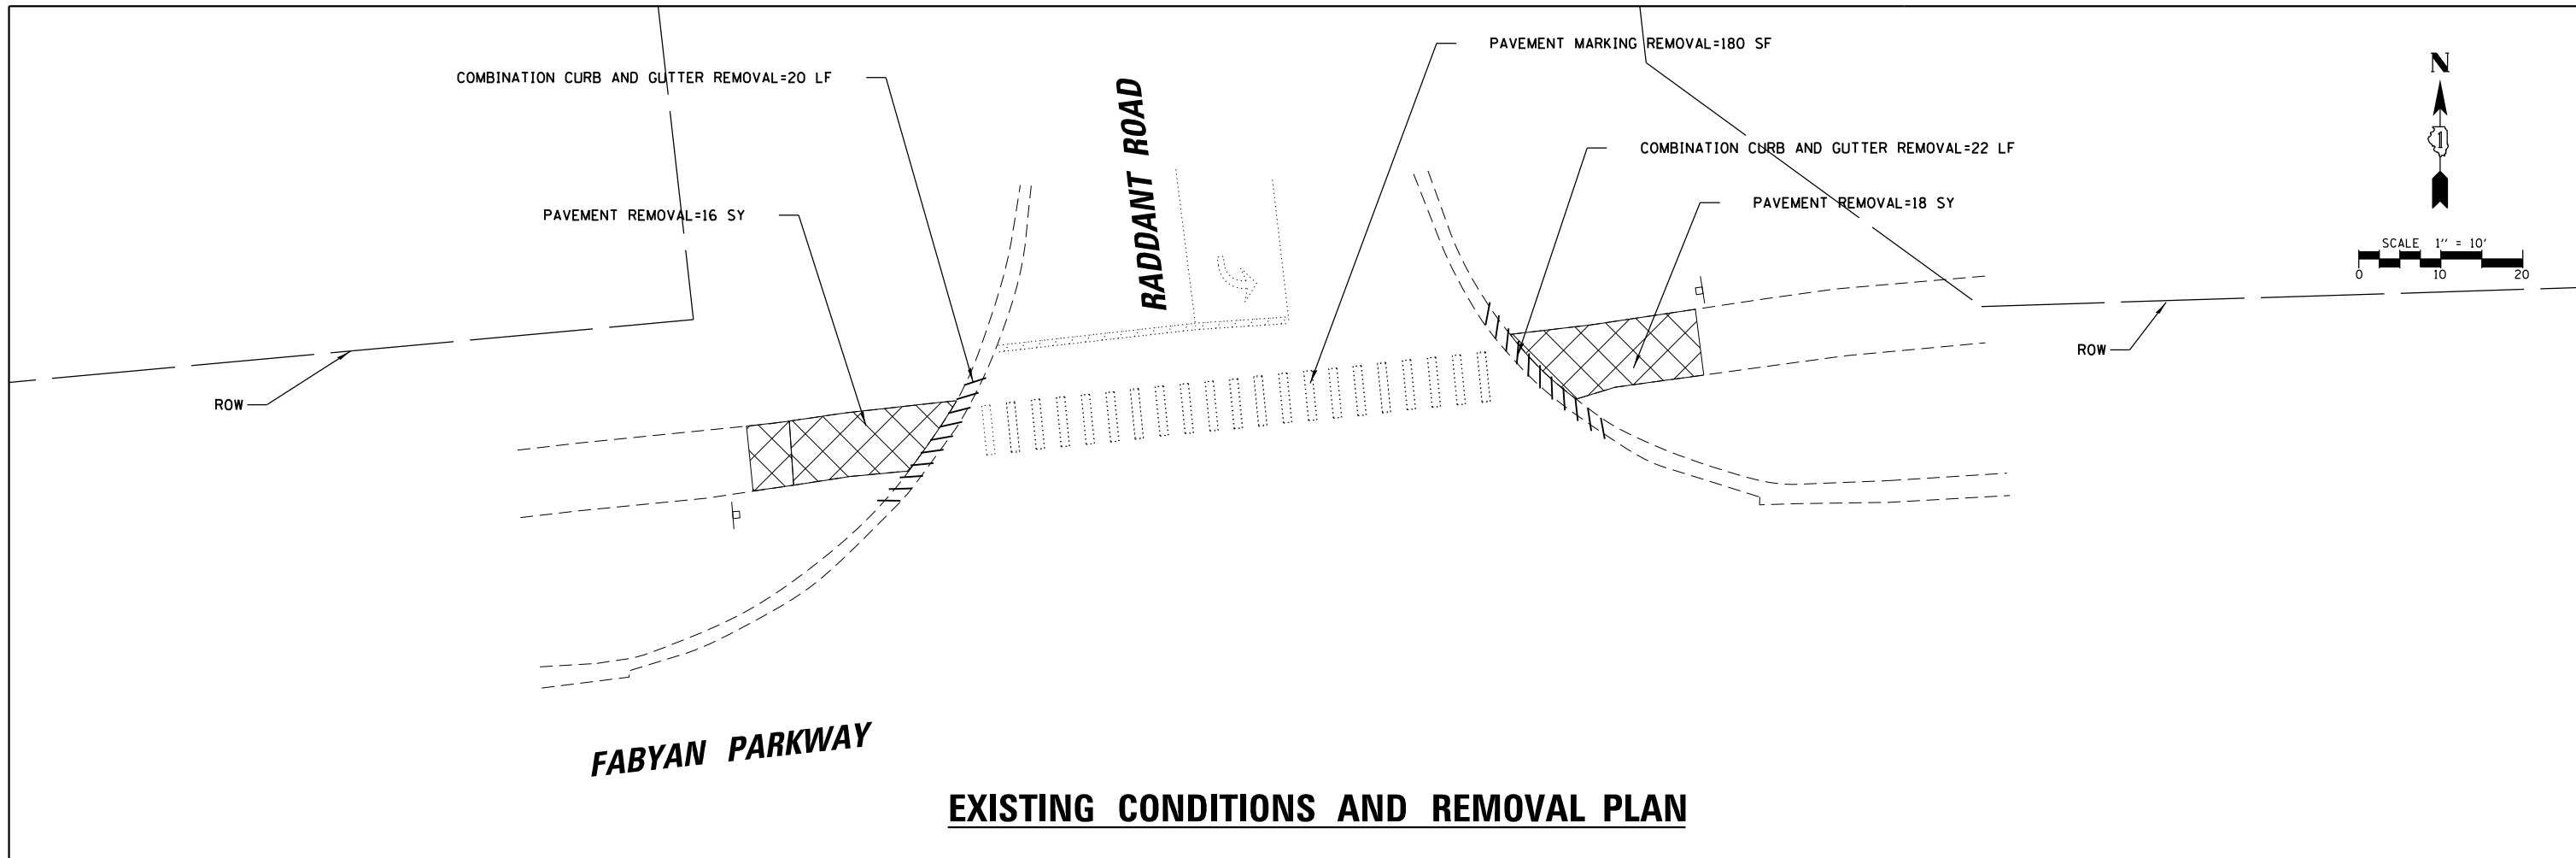 PAVEMENT MARKING REMOVAL=180 SF
COMBINATION CURB AND GUTTER REMOVAL=20 LF
RADDANT ROAD
COMBINATION CURB AND GUTTER REMOVAL=22 LF
PAVEMENT REMOVAL=16 SY
PAVEMENT REMOVAL=18 SY
N
1
SCALE 1'' = 10'
0 10 20
ROW
ROW
FABYAN PARKWAY
EXISTING CONDITIONS AND REMOVAL PLAN